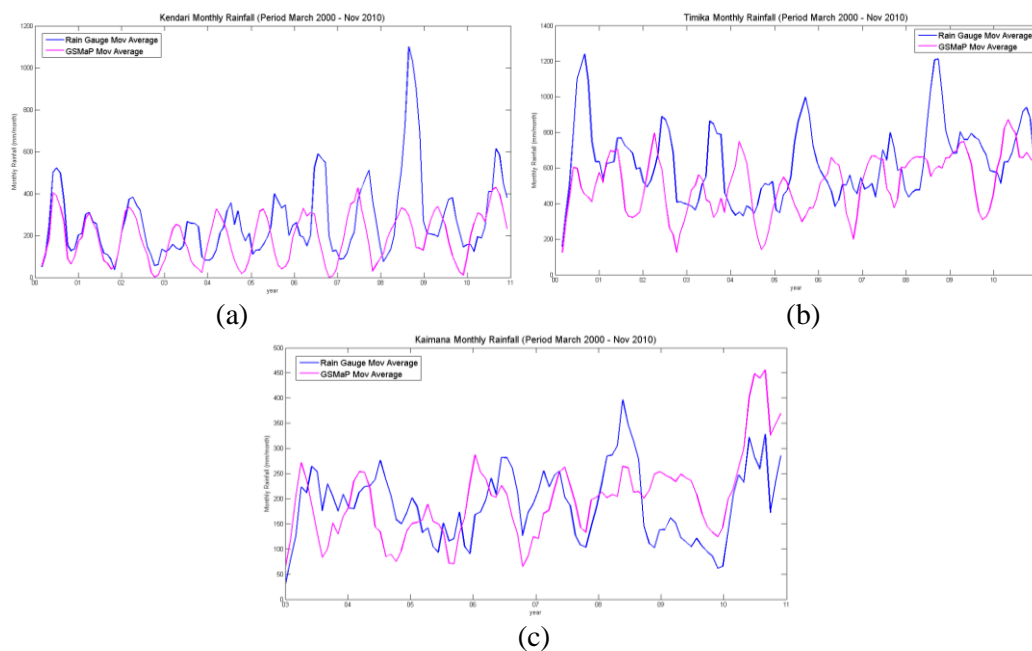 Kendari Monthly Rainfall (Period March 2000 - Nov 2010)
Rain Gauge Mov Average
GSMaP Mov Average
Monthly Rainfall (mm/month)
1200
1000
800
600
400
200
0
00 01 02 03 04 05 06 07 08 09 10 11
year
(a)
Timika Monthly Rainfall (Period March 2000 - Nov 2010)
Rain Gauge Mov Average
GSMaP Mov Average
Monthly Rainfall (mm/month)
1400
1200
1000
800
600
400
200
0
00 01 02 03 04 05 06 07 08 09 10
year
(b)
Kaimana Monthly Rainfall (Period March 2000 - Nov 2010)
Rain Gauge Mov Average
GSMaP Mov Average
Monthly Rainfall (mm/month)
500
450
400
350
300
250
200
150
100
50
0
03 04 05 06 07 08 09 10 11
year
(c)